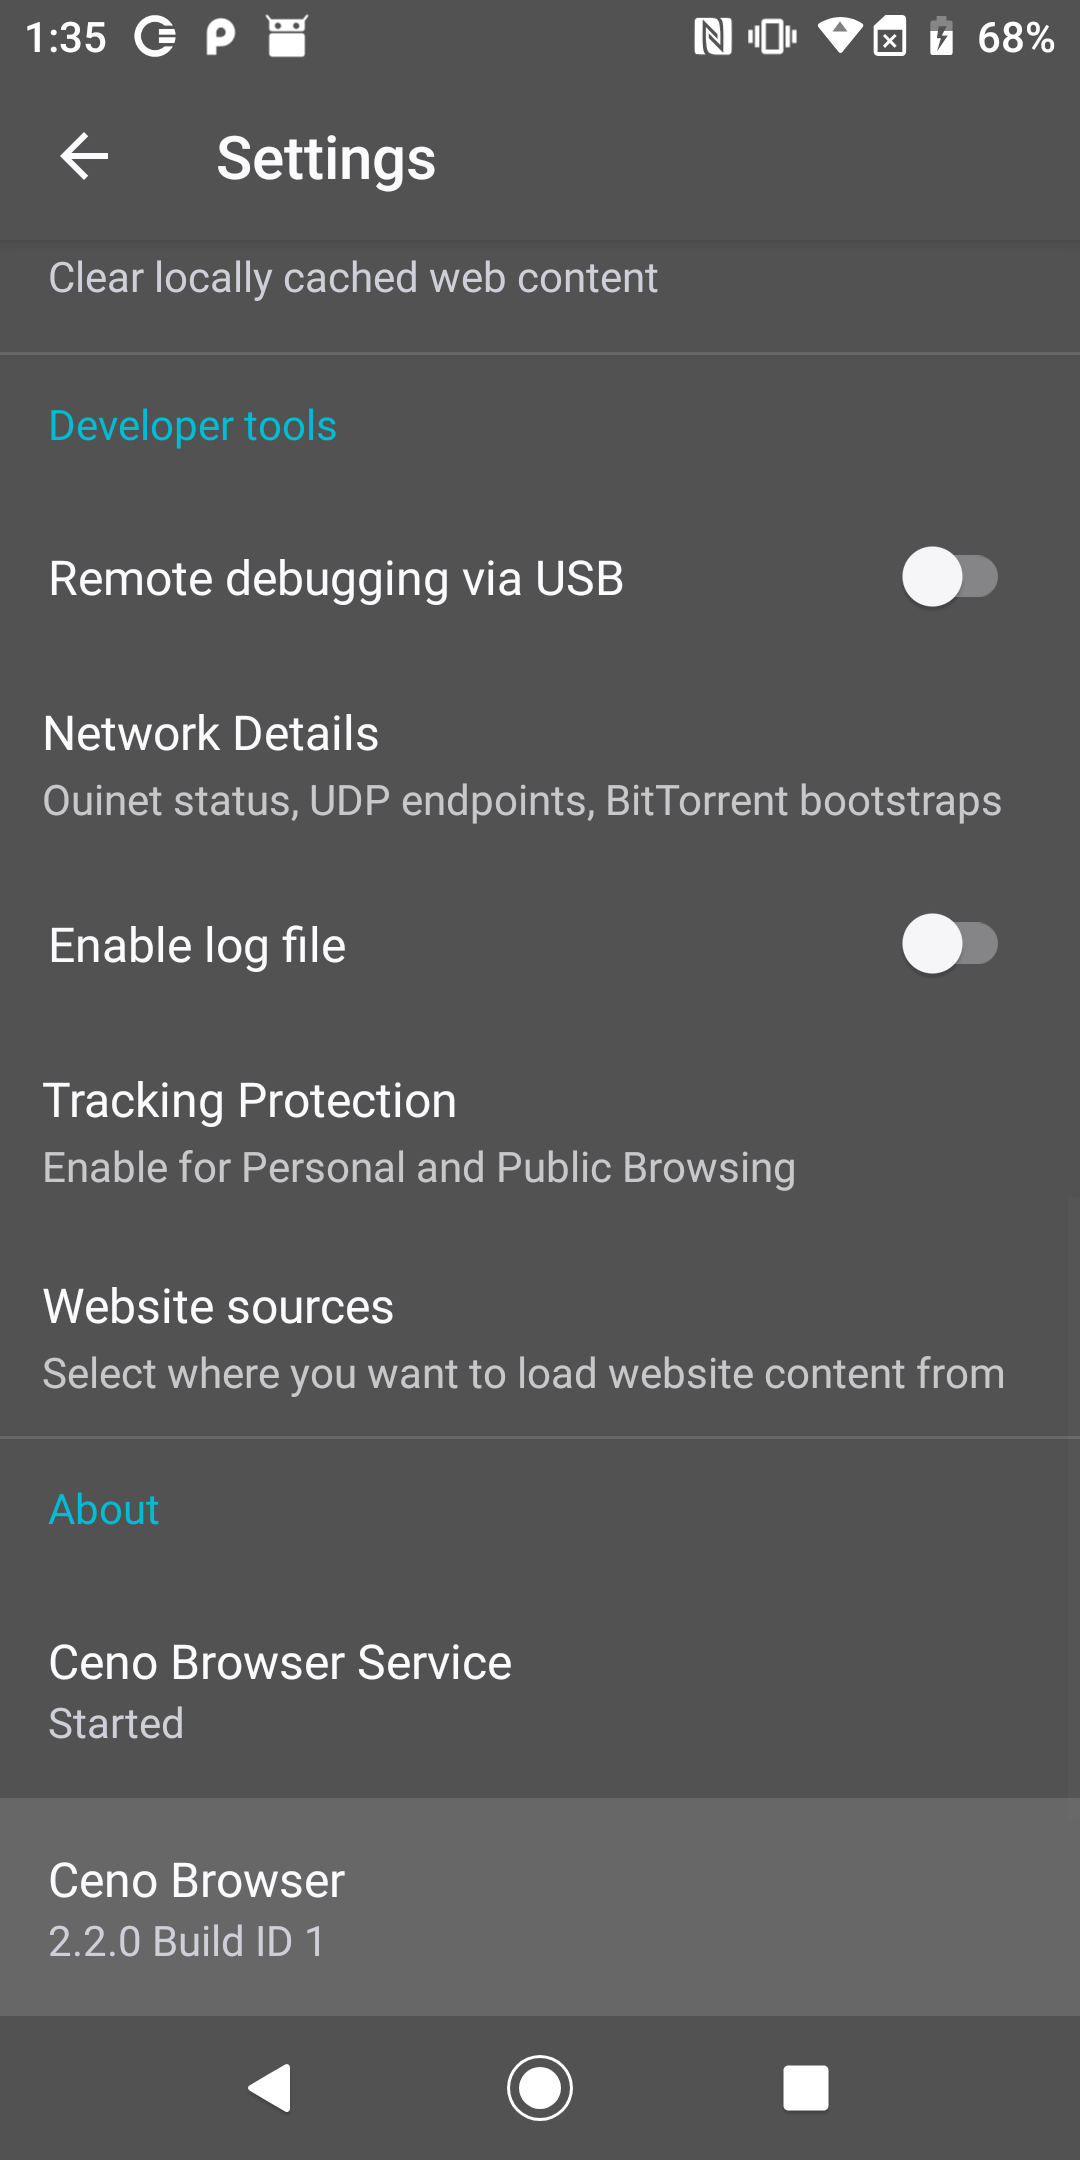 1:35
68%
Settings
Clear locally cached web content
Developer tools
Remote debugging via USB
Network Details
Ouinet status, UDP endpoints, BitTorrent bootstraps
Enable log file
Tracking Protection
Enable for Personal and Public Browsing
Website sources
Select where you want to load website content from
About
Ceno Browser Service
Started
Ceno Browser
2.2.0 Build ID 1